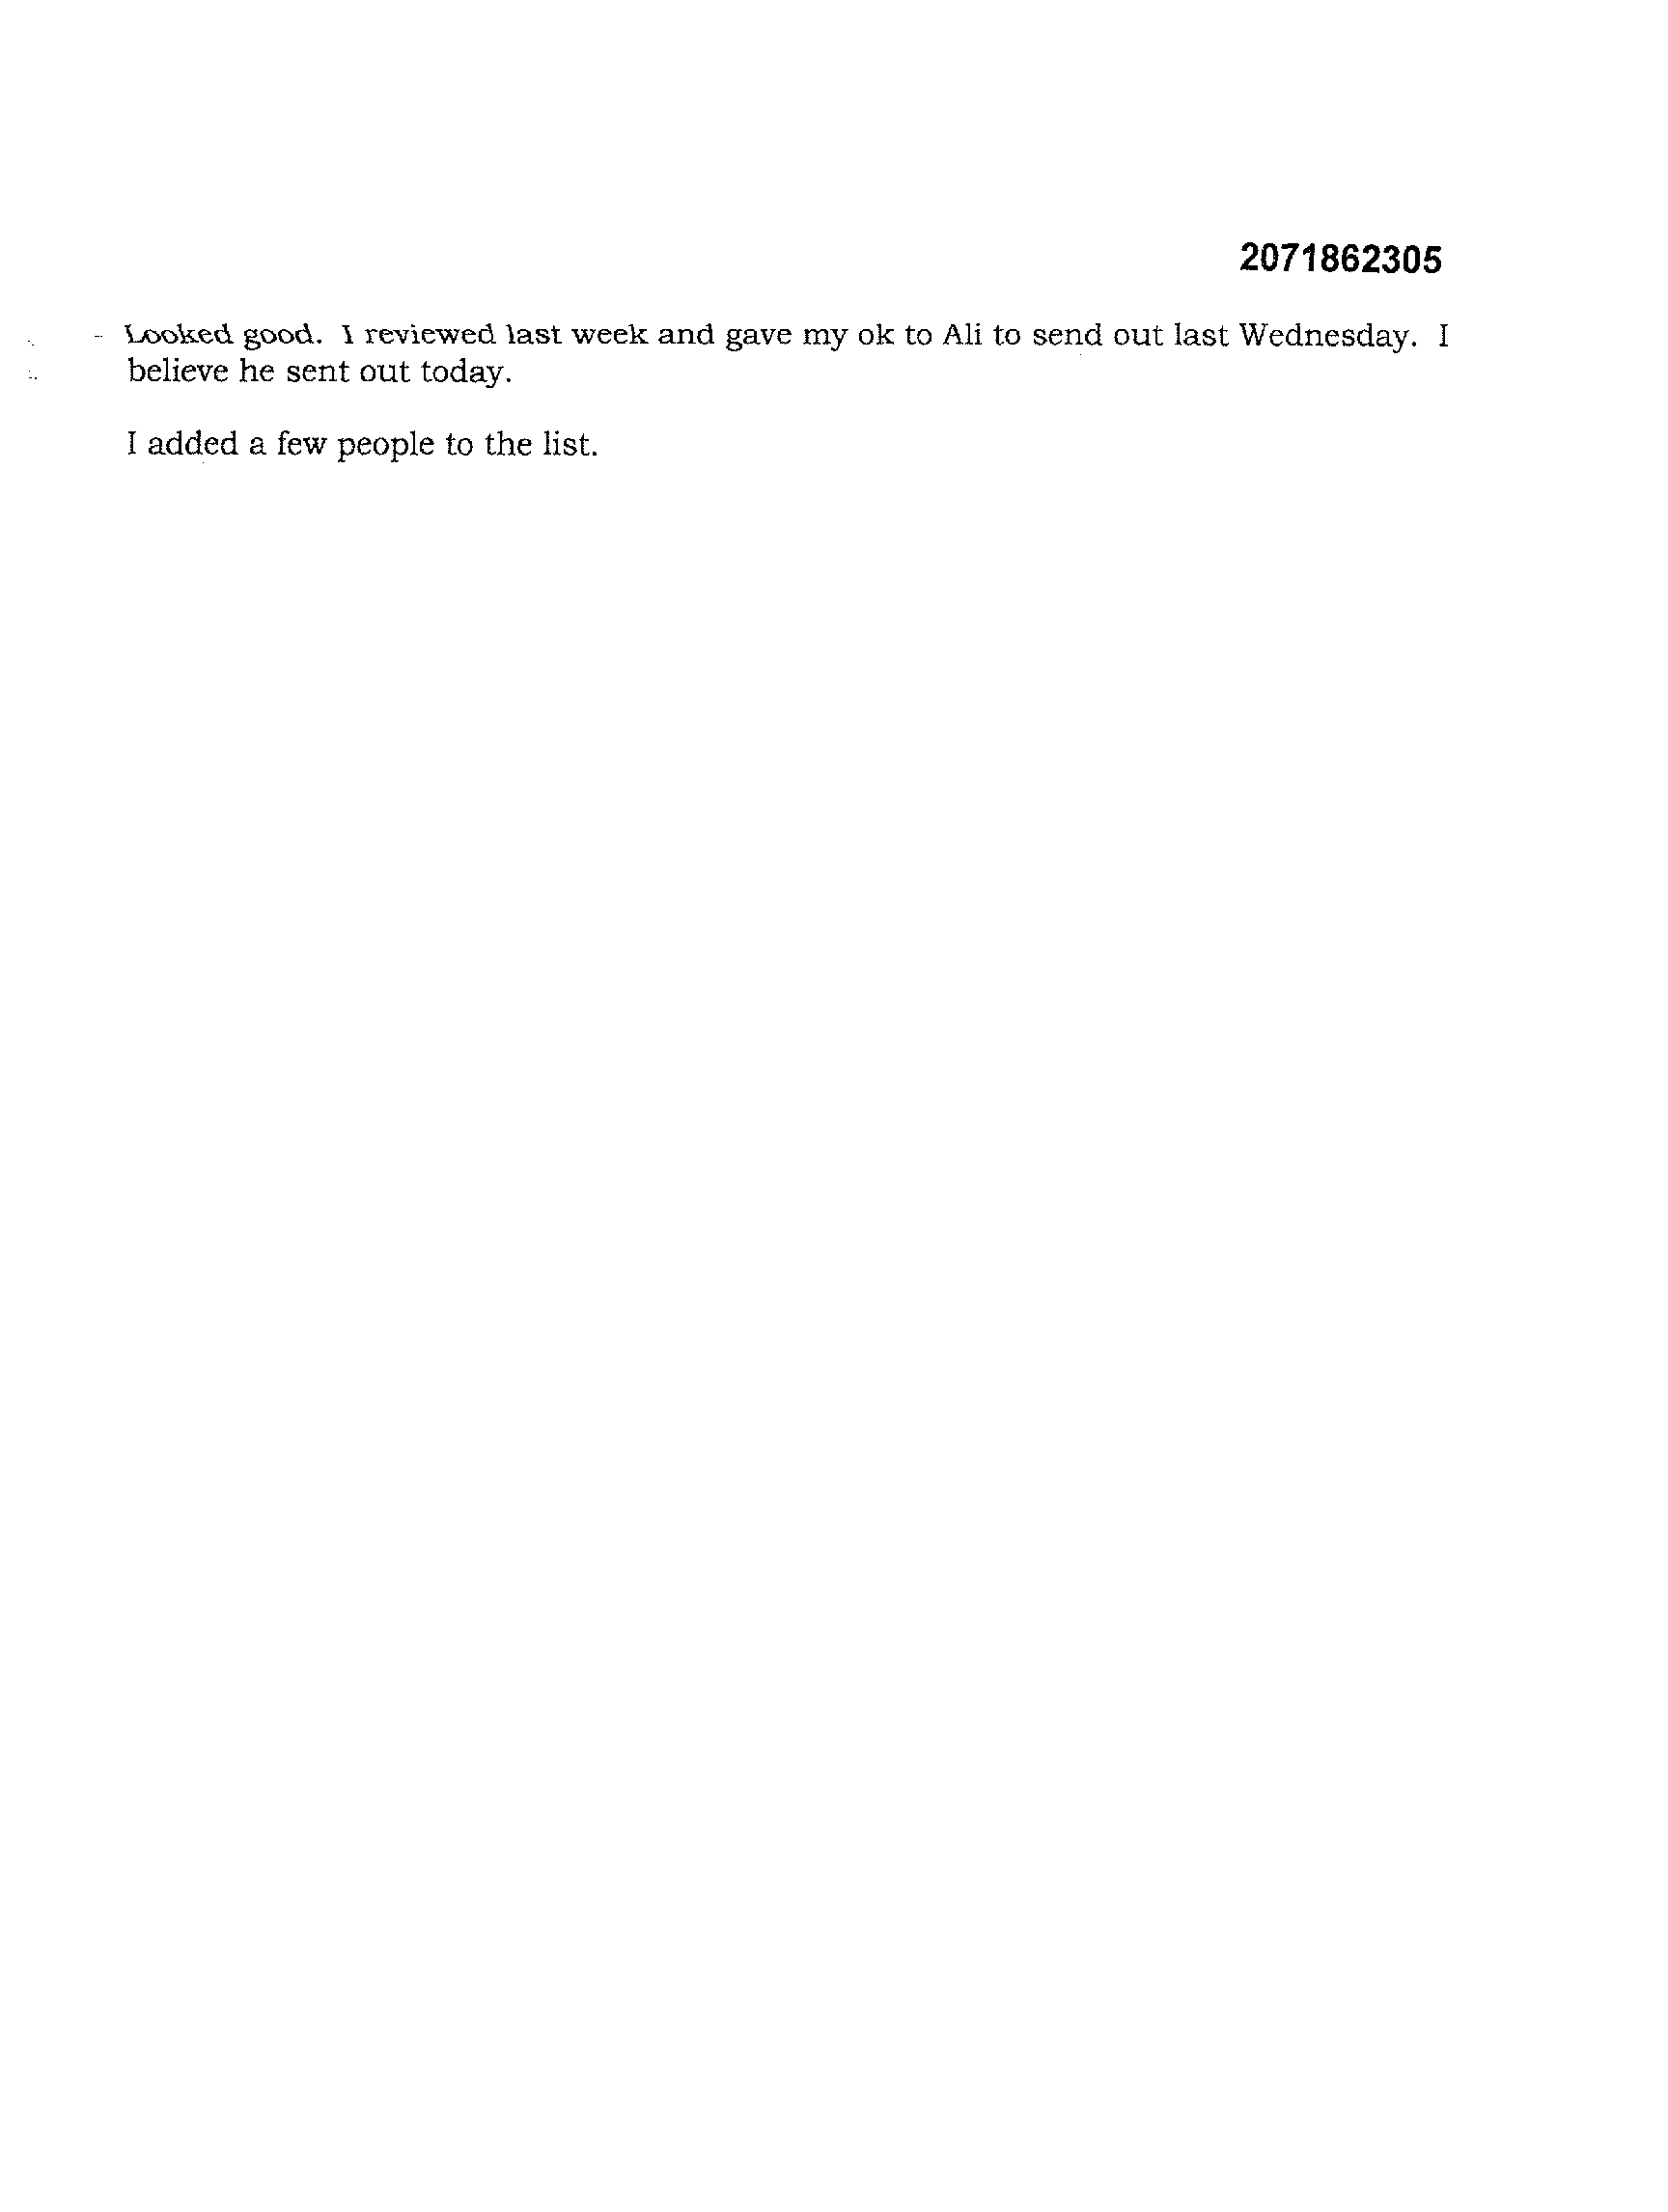 2071862305
Looked good. I reviewed last week and gave my ok to Ali to send out last Wednesday. I
believe he sent out today.
I added a few people to the list.